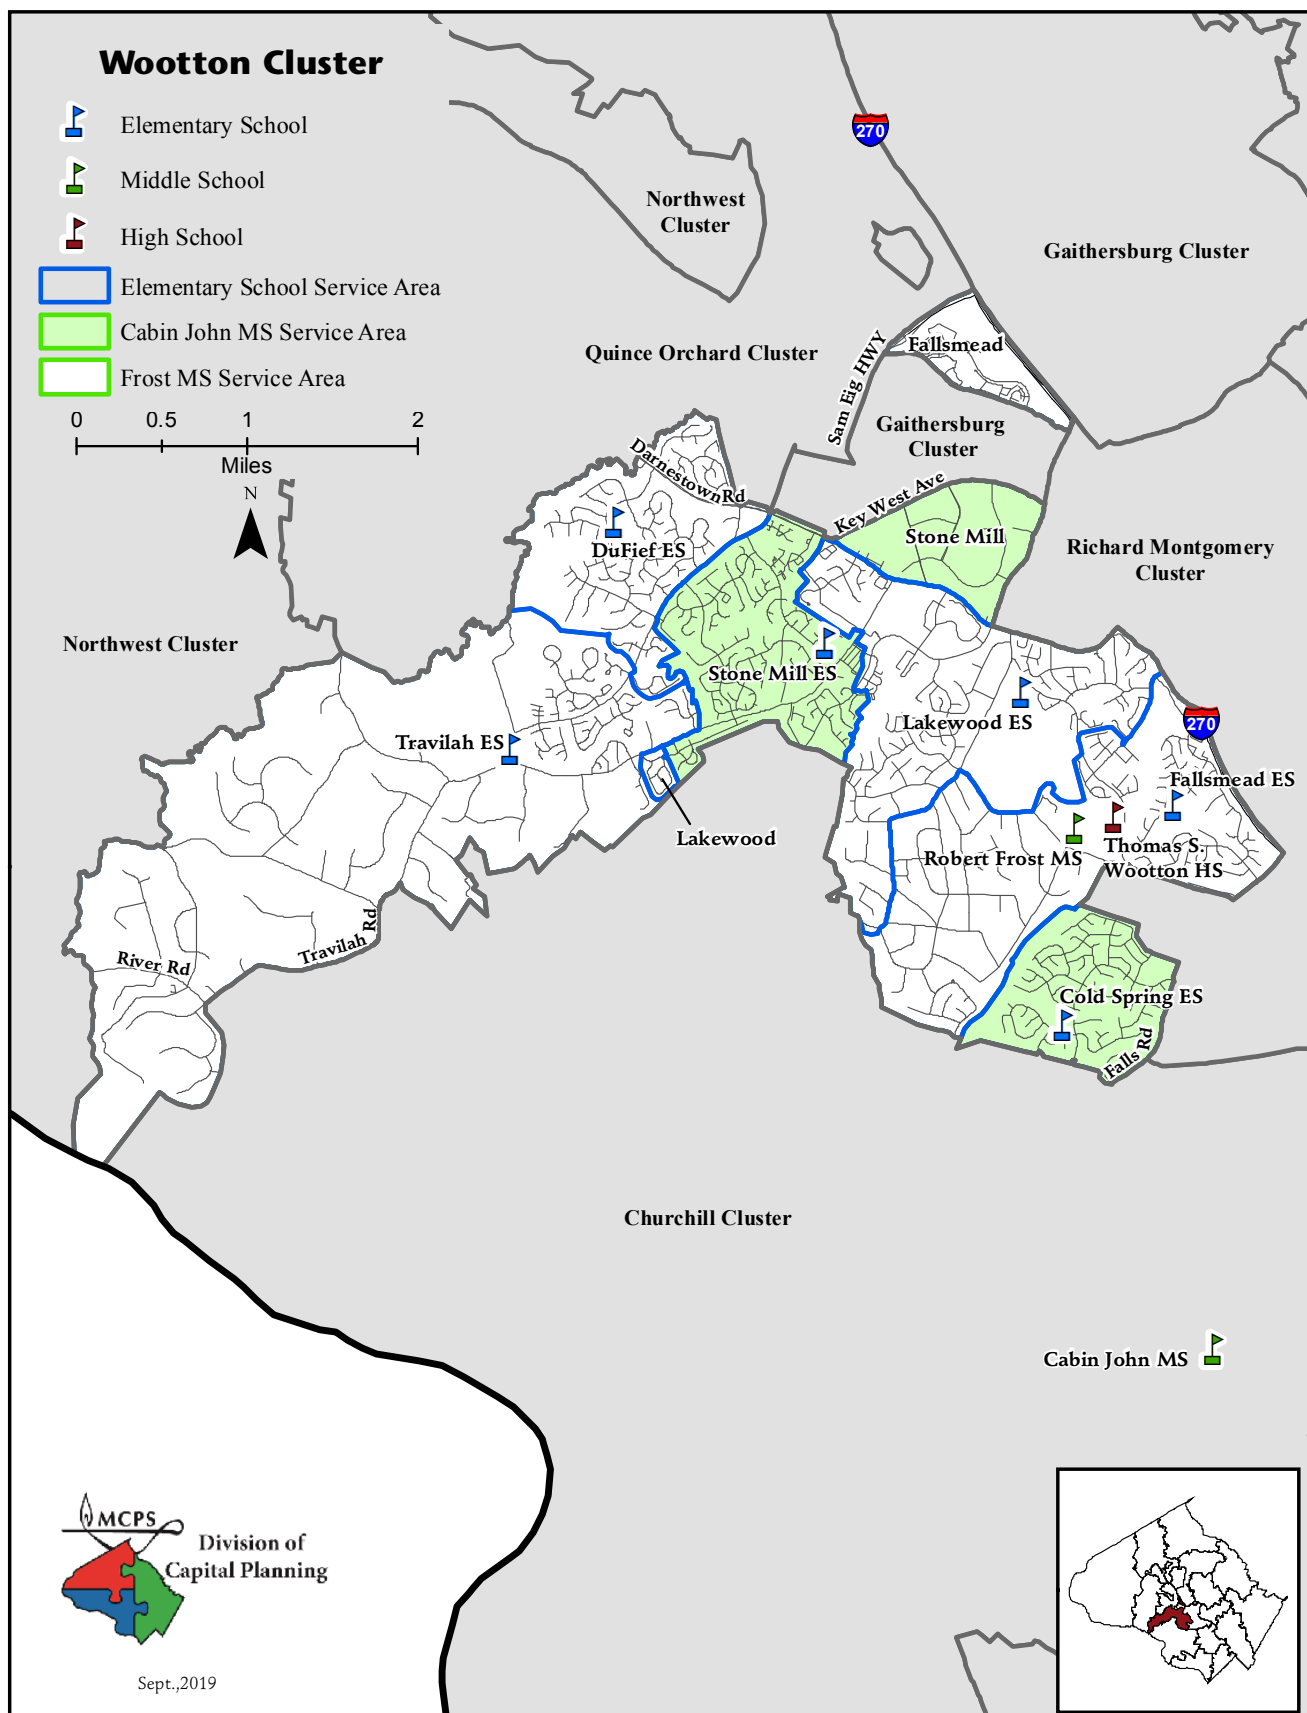 Wootton Cluster
Elementary School
Middle School
High School
Elementary School Service Area
Cabin John MS Service Area
Frost MS Service Area
0 0.5 1 2
Miles
N
270
Northwest
Cluster
Gaithersburg Cluster
Quince Orchard Cluster
Sam Eig HWY
Fallsmead
Gaithersburg
Cluster
Darnestown Rd
Key West Ave
Stone Mill
DuFief ES
Richard Montgomery
Cluster
Northwest Cluster
Stone Mill ES
Lakewood ES
270
Travilah ES
Fallsmead ES
Lakewood
Robert Frost MS
Thomas S.
Wootton HS
River Rd
Travilah Rd
Cold Spring ES
Falls Rd
Churchill Cluster
Cabin John MS
MCPS
Division of
Capital Planning
Sept.,2019